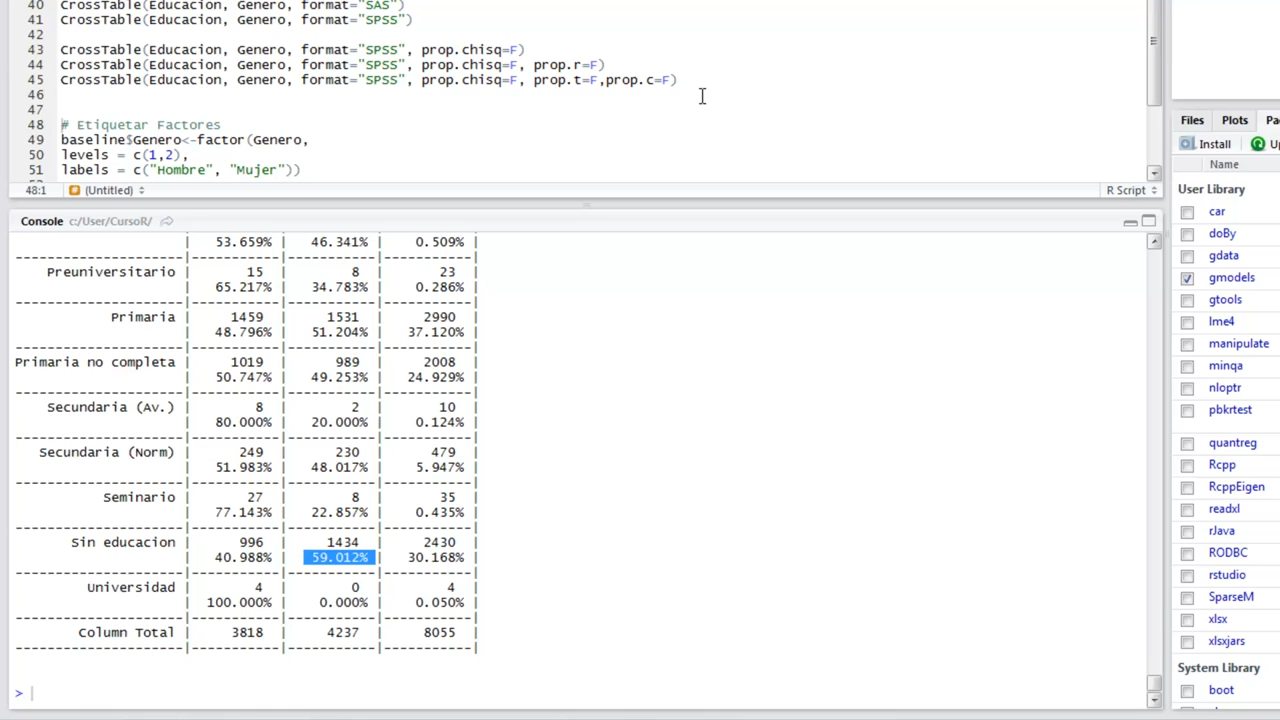 40 CrossTable(Educacion, Genero, format="SAS")
41 CrossTable(Educacion, Genero, format="SPSS")
42
43 CrossTable(Educacion, Genero, format="SPSS", prop.chisq=F)
44 CrossTable(Educacion, Genero, format="SPSS", prop.chisq=F, prop.r=F)
45 CrossTable(Educacion, Genero, format="SPSS", prop.chisq=F, prop.t=F,prop.c=F)
46
47
48 # Etiquetar Factores
49 baseline$Genero<-factor(Genero,
50 levels = c(1,2),
51 labels = c("Hombre", "Mujer"))
48:1 (Untitled) R Script
Console c:/User/CursoR/
| 53.659% | 46.341% | 0.509% |
---------------------|-----------|-----------|-----------|
Preuniversitario | 15 | 8 | 23 |
| 65.217% | 34.783% | 0.286% |
---------------------|-----------|-----------|-----------|
Primaria | 1459 | 1531 | 2990 |
| 48.796% | 51.204% | 37.120% |
---------------------|-----------|-----------|-----------|
Primaria no completa | 1019 | 989 | 2008 |
| 50.747% | 49.253% | 24.929% |
---------------------|-----------|-----------|-----------|
Secundaria (Av.) | 8 | 2 | 10 |
| 80.000% | 20.000% | 0.124% |
---------------------|-----------|-----------|-----------|
Secundaria (Norm) | 249 | 230 | 479 |
| 51.983% | 48.017% | 5.947% |
---------------------|-----------|-----------|-----------|
Seminario | 27 | 8 | 35 |
| 77.143% | 22.857% | 0.435% |
---------------------|-----------|-----------|-----------|
Sin educacion | 996 | 1434 | 2430 |
| 40.988% | 59.012% | 30.168% |
---------------------|-----------|-----------|-----------|
Universidad | 4 | 0 | 4 |
| 100.000% | 0.000% | 0.050% |
---------------------|-----------|-----------|-----------|
Column Total | 3818 | 4237 | 8055 |
---------------------|-----------|-----------|-----------|
>
Files Plots
Install
Name
User Library
car
doBy
gdata
gmodels
gtools
lme4
manipulate
minqa
nloptr
pbkrtest
quantreg
Rcpp
RcppEigen
readxl
rJava
RODBC
rstudio
SparseM
xlsx
xlsxjars
System Library
boot